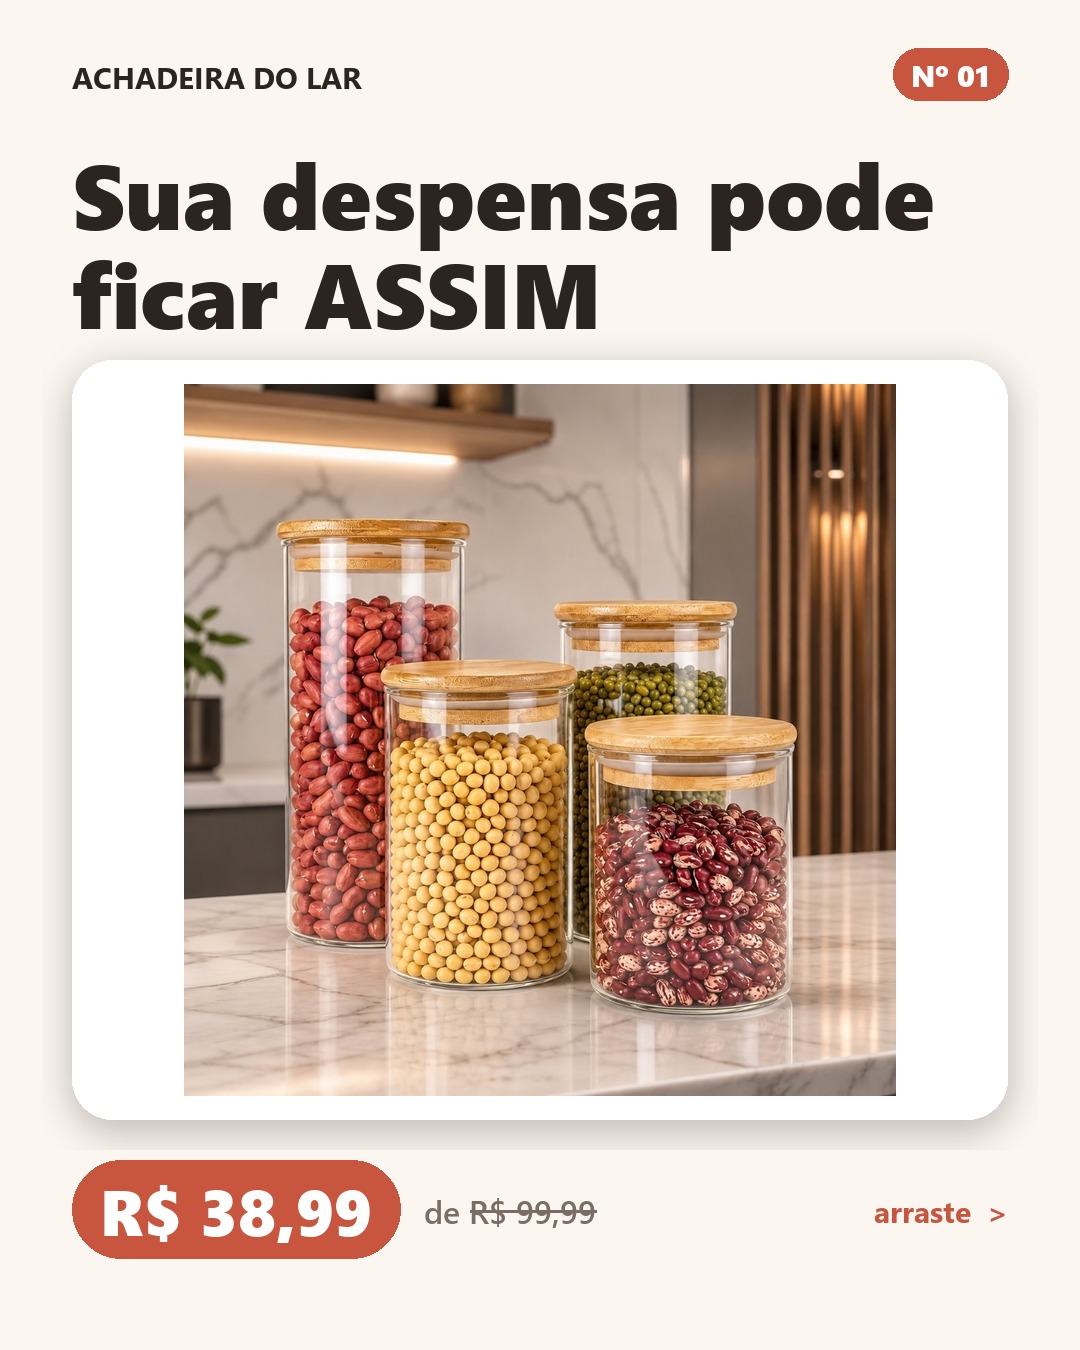 ACHADEIRA DO LAR
Nº 01
Sua despensa pode
ficar ASSIM
R$ 38,99
de R$ 99,99
arraste >